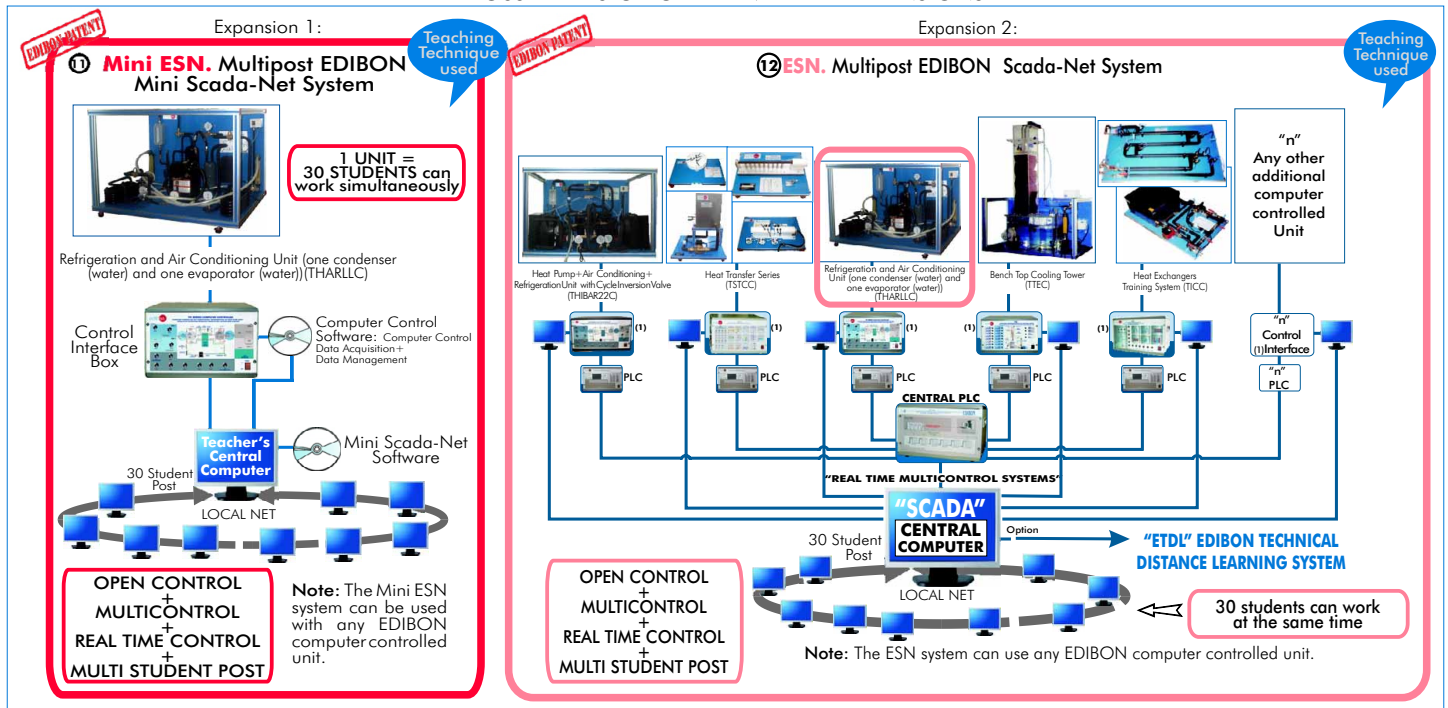 Expansion 1:
EDIBON PATENT
Teaching
Technique
used
11 Mini ESN. Multipost EDIBON
Mini Scada-Net System
1 UNIT =
30 STUDENTS can
work simultaneously
Refrigeration and Air Conditioning Unit (one condenser
(water) and one evaporator (water))(THARLLC)
Control
Interface
Box
Computer Control
Software: Computer Control
Data Acquisition+
Data Management
Teacher's
Central
Computer
Mini Scada-Net
Software
30 Student
Post
LOCAL NET
OPEN CONTROL
+
MULTICONTROL
+
REAL TIME CONTROL
+
MULTI STUDENT POST
Note: The Mini ESN
system can be used
with any EDIBON
computer controlled
unit.
Expansion 2:
EDIBON PATENT
Teaching
Technique
used
12 ESN. Multipost EDIBON Scada-Net System
Heat Pump+Air Conditioning+
Refrigeration Unit with Cycle Inversion Valve
(THIBAR22C)
Heat Transfer Series
(TSTCC)
Refrigeration and Air Conditioning
Unit (one condenser (water) and
one evaporator (water))
(THARLLC)
Bench Top Cooling Tower
(TTEC)
Heat Exchangers
Training System (TICC)
"n"
Any other
additional
computer
controlled
Unit
(1)
(1)
(1)
(1)
(1)
"n"
Control
(1)Interface
PLC
PLC
PLC
PLC
PLC
"n"
PLC
CENTRAL PLC
"REAL TIME MULTICONTROL SYSTEMS"
"SCADA"
CENTRAL
COMPUTER
Option
"ETDL" EDIBON TECHNICAL
DISTANCE LEARNING SYSTEM
30 Student
Post
LOCAL NET
30 students can work
at the same time
OPEN CONTROL
+
MULTICONTROL
+
REAL TIME CONTROL
+
MULTI STUDENT POST
Note: The ESN system can use any EDIBON computer controlled unit.